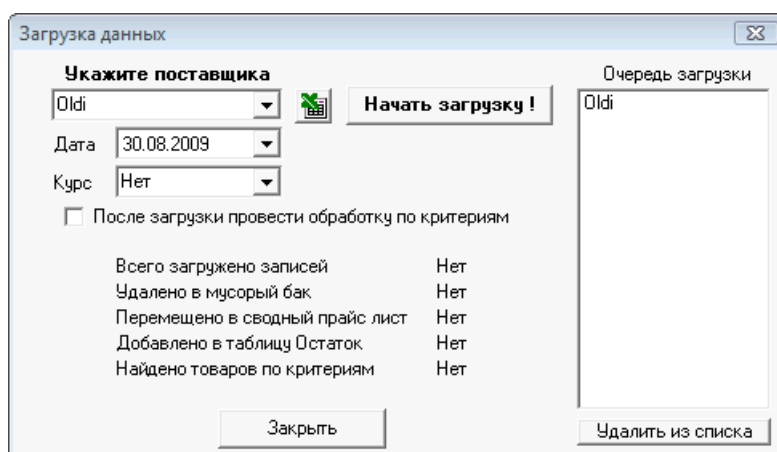 Загрузка данных
Укажите поставщика
Oldi
Начать загрузку !
Дата 30.08.2009
Курс Нет
После загрузки провести обработку по критериям
Всего загружено записей Нет
Удалено в мусорый бак Нет
Перемещено в сводный прайс лист Нет
Добавлено в таблицу Остаток Нет
Найдено товаров по критериям Нет
Закрыть
Очередь загрузки
Oldi
Удалить из списка